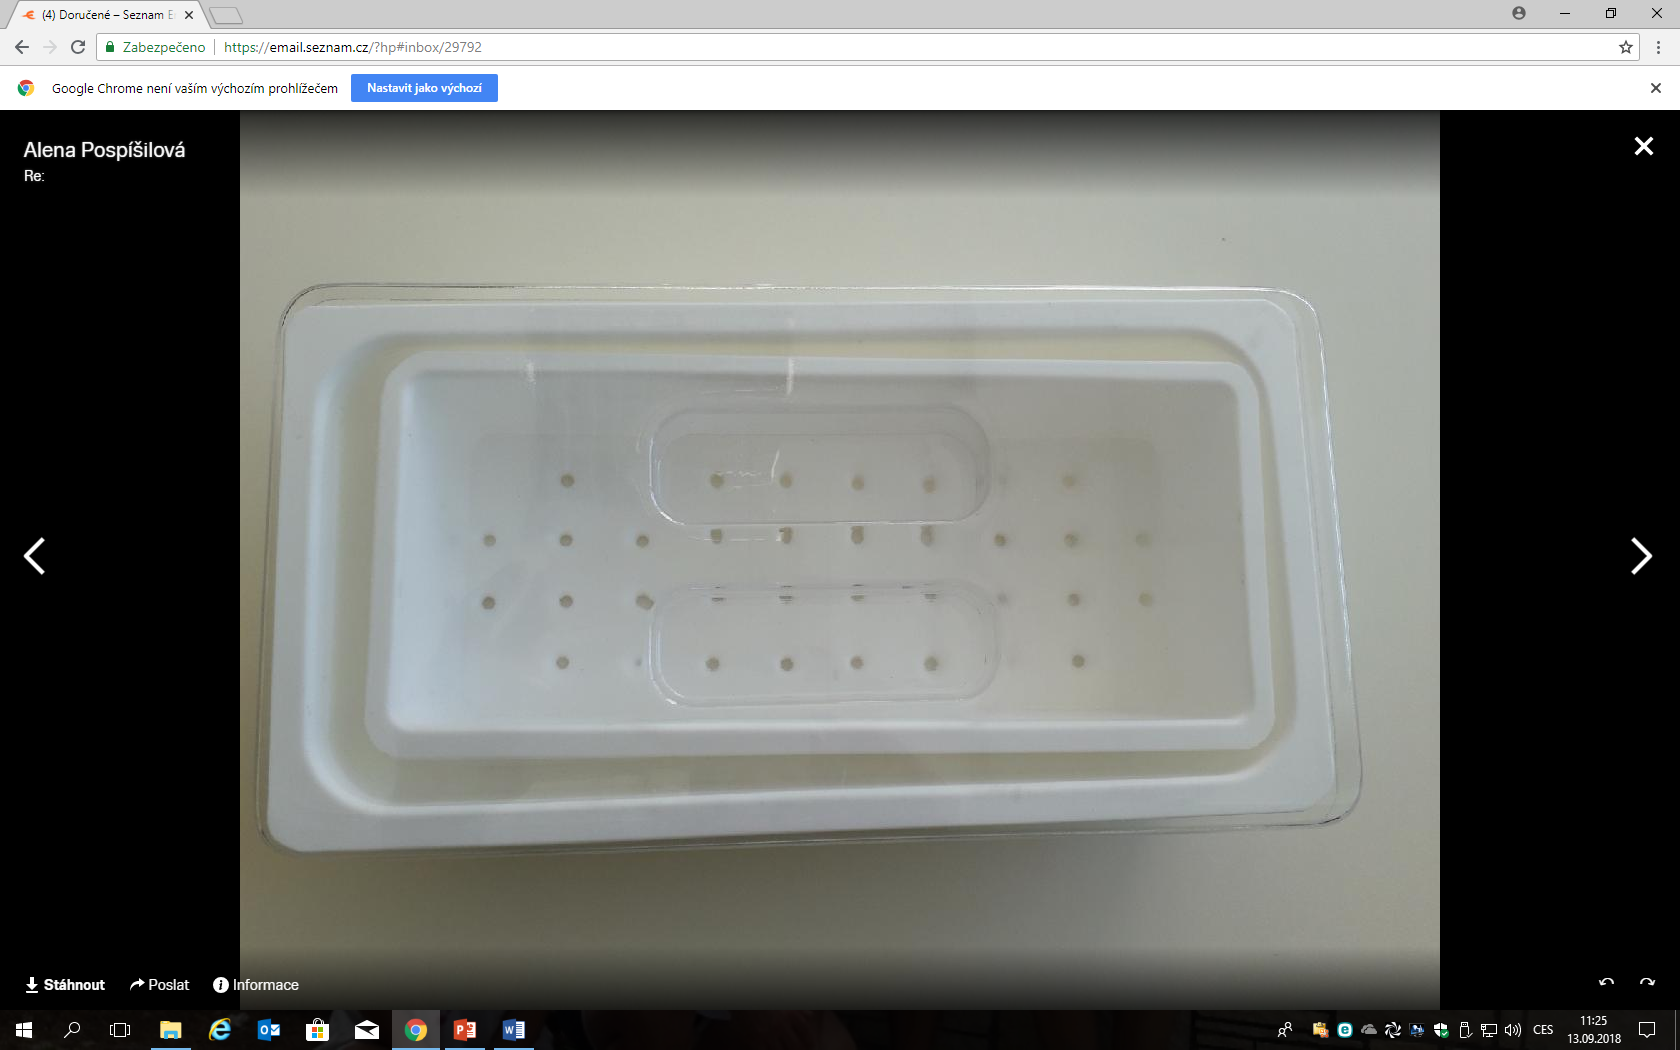 (4) Doručené – Seznam E
Zabezpečeno
https://email.seznam.cz/?hp#inbox/29792
Google Chrome není vaším výchozím prohlížečem
Nastavit jako výchozí
Alena Pospíšilová
Re:
Stáhnout
Poslat
Informace
CES
11:25
13.09.2018